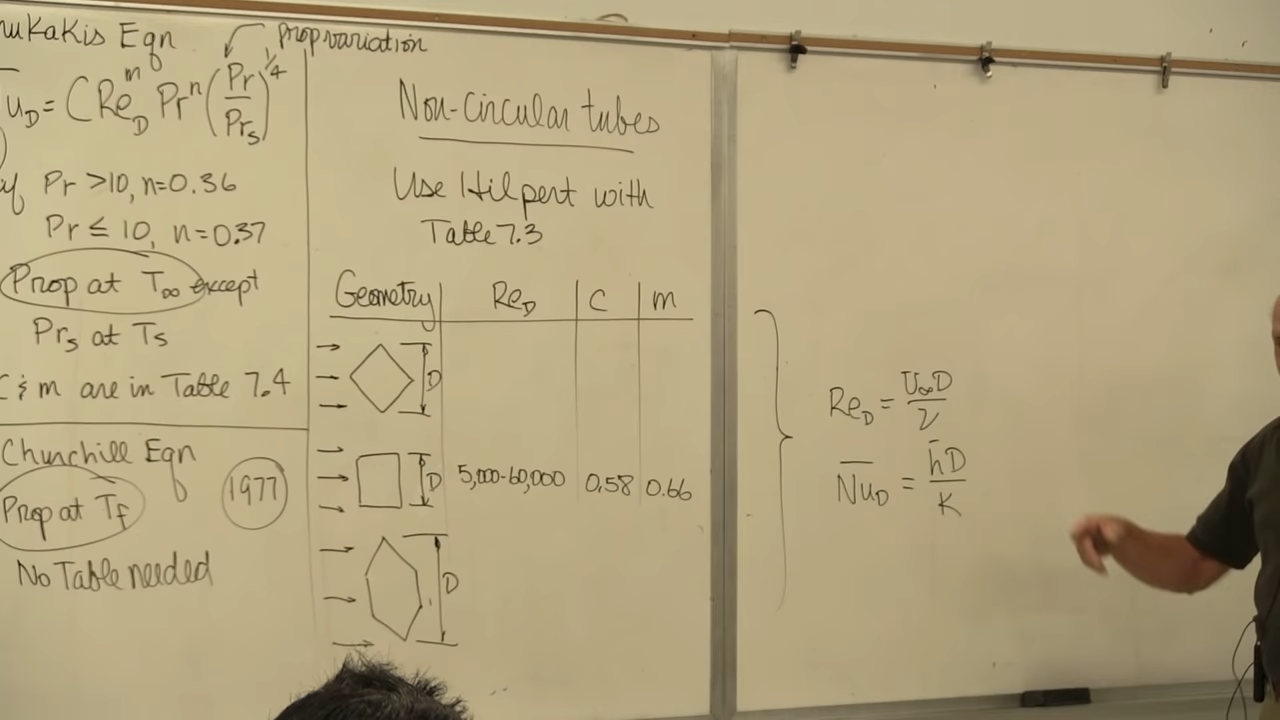 nukakis Eqn
prop variation
u_D = C Re_D^m Pr^n (Pr/Pr_s)^1/4
if Pr >10, n=0.36
Pr ≤ 10, n=0.37
Prop at T∞ except
Pr_s at T_s
C & m are in Table 7.4
Churchill Eqn
1977
Prop at T_f
No Table needed
Non-Circular tubes
Use Hilpert with
Table 7.3
Geometry Re_D C m
D
D 5,000-60,000 0.58 0.66
D
Re_D = U∞D/ν
N̅u̅_D = h̄D/K